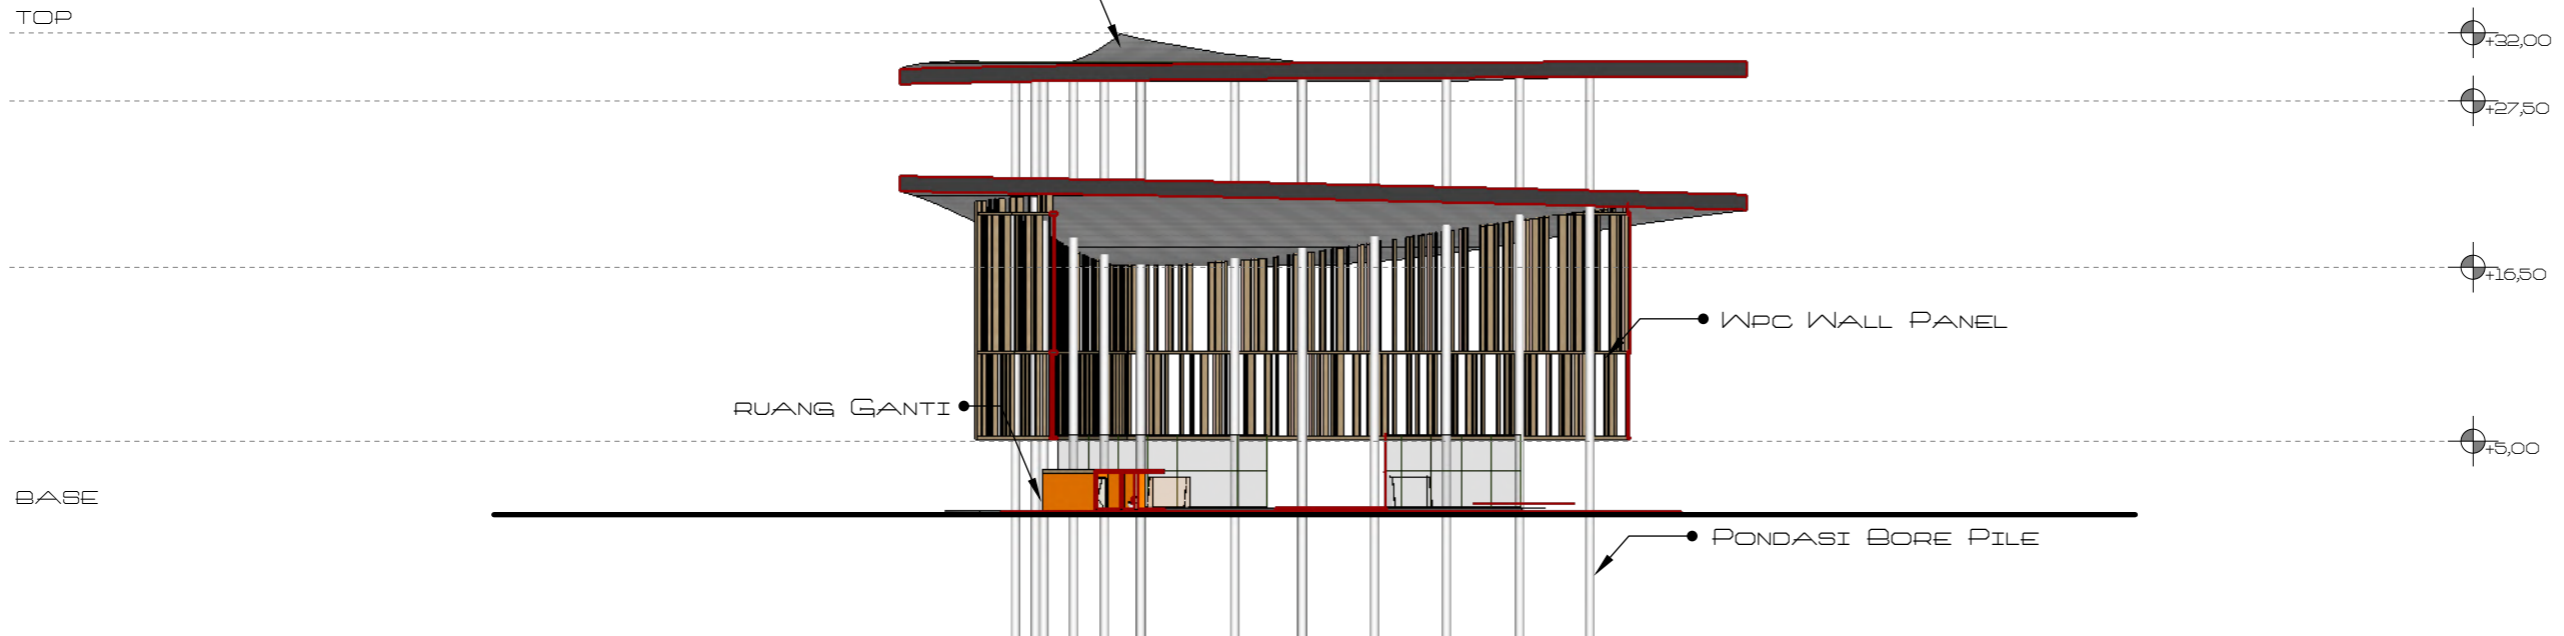 TOP
+32,00
+27,50
+16,50
WPC WALL PANEL
RUANG GANTI
+5,00
BASE
PONDASI BORE PILE